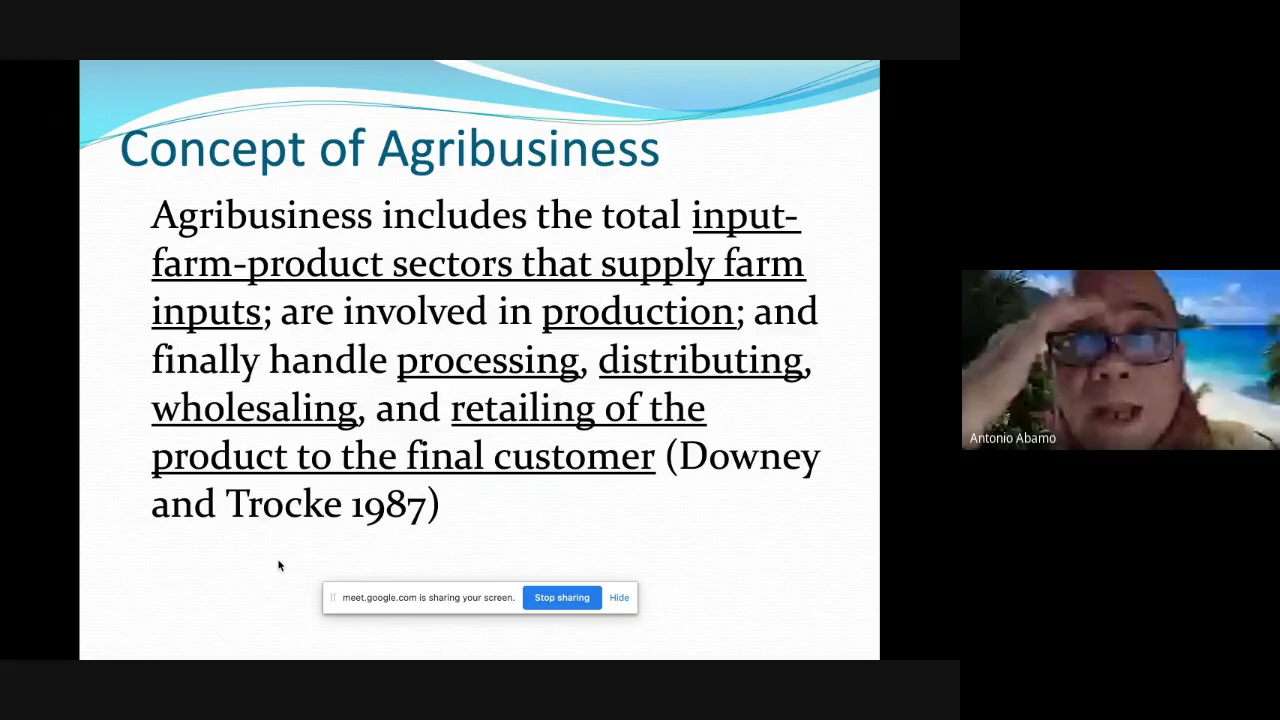 Concept of Agribusiness
Agribusiness includes the total input-
farm-product sectors that supply farm
inputs; are involved in production; and
finally handle processing, distributing,
wholesaling, and retailing of the
product to the final customer (Downey
and Trocke 1987)
meet.google.com is sharing your screen. Stop sharing Hide
Antonio Abamo